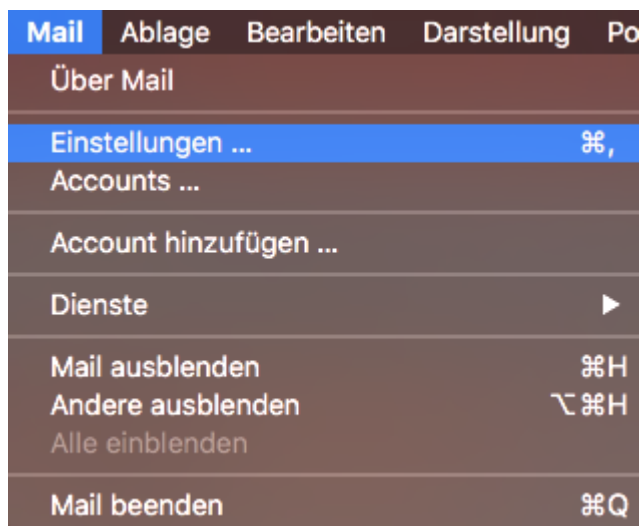 Mail Ablage Bearbeiten Darstellung Po
Über Mail
Einstellungen ... ⌘,
Accounts ...
Account hinzufügen ...
Dienste ▶
Mail ausblenden ⌘H
Andere ausblenden ⌥⌘H
Alle einblenden
Mail beenden ⌘Q